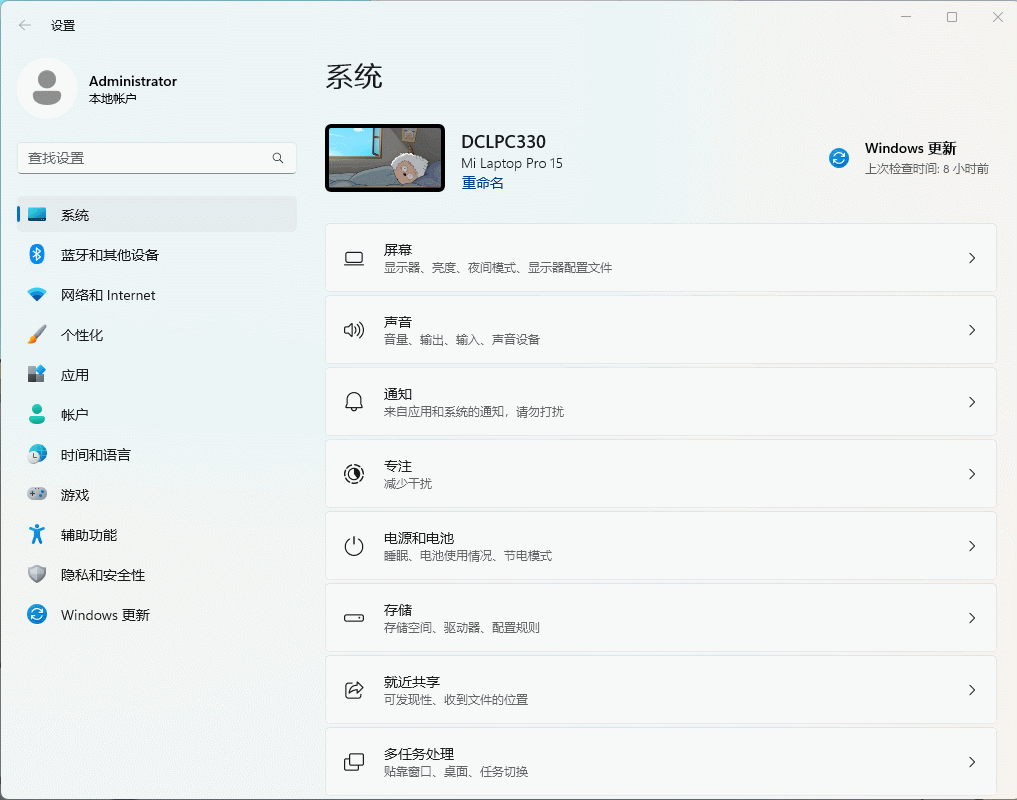 设置
Administrator
本地帐户
查找设置
系统
蓝牙和其他设备
网络和 Internet
个性化
应用
帐户
时间和语言
游戏
辅助功能
隐私和安全性
Windows 更新
系统
DCLPC330
Mi Laptop Pro 15
重命名
Windows 更新
上次检查时间: 8 小时前
屏幕
显示器、亮度、夜间模式、显示器配置文件
声音
音量、输出、输入、声音设备
通知
来自应用和系统的通知，请勿打扰
专注
减少干扰
电源和电池
睡眠、电池使用情况、节电模式
存储
存储空间、驱动器、配置规则
就近共享
可发现性、收到文件的位置
多任务处理
贴靠窗口、桌面、任务切换